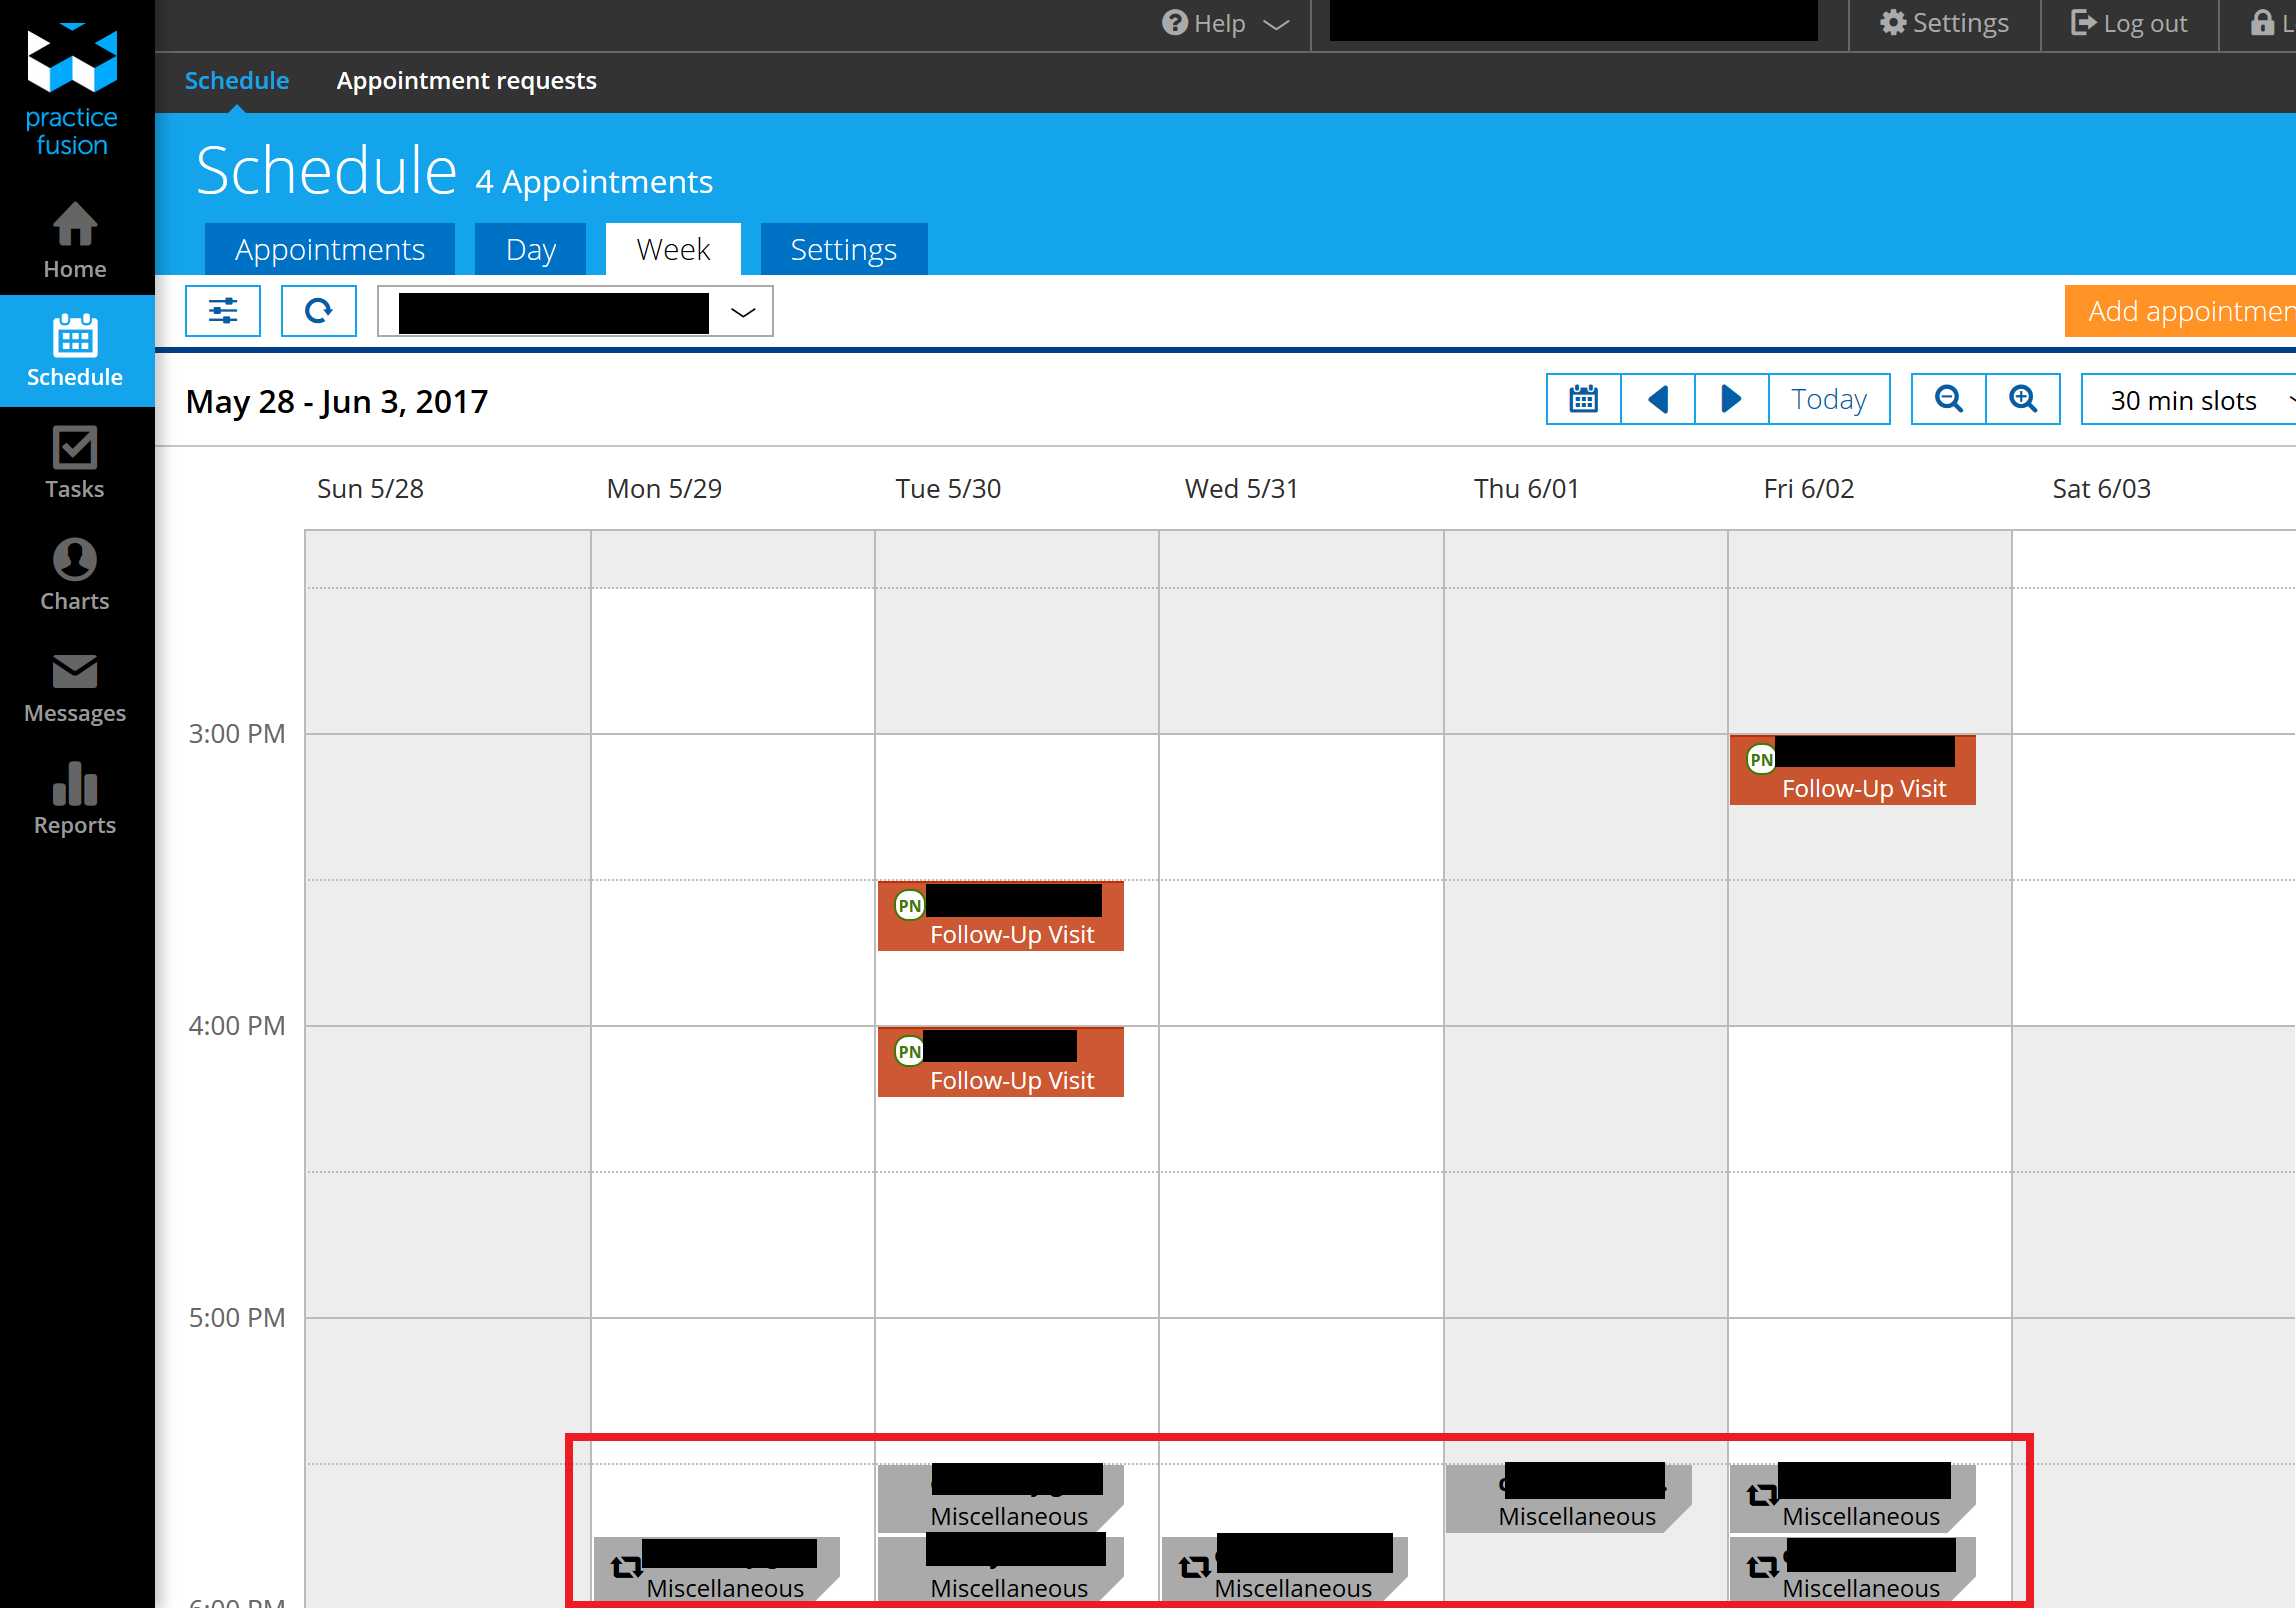 Help
Settings
Log out
practice
fusion
Schedule
Appointment requests
Schedule 4 Appointments
Appointments
Day
Week
Settings
Home
Schedule
Tasks
Charts
Messages
Reports
Add appointmen
May 28 - Jun 3, 2017
Today
30 min slots
Sun 5/28
Mon 5/29
Tue 5/30
Wed 5/31
Thu 6/01
Fri 6/02
Sat 6/03
3:00 PM
PN
Follow-Up Visit
PN
Follow-Up Visit
4:00 PM
PN
Follow-Up Visit
5:00 PM
Miscellaneous
Miscellaneous
Miscellaneous
Miscellaneous
Miscellaneous
Miscellaneous
Miscellaneous
6:00 PM